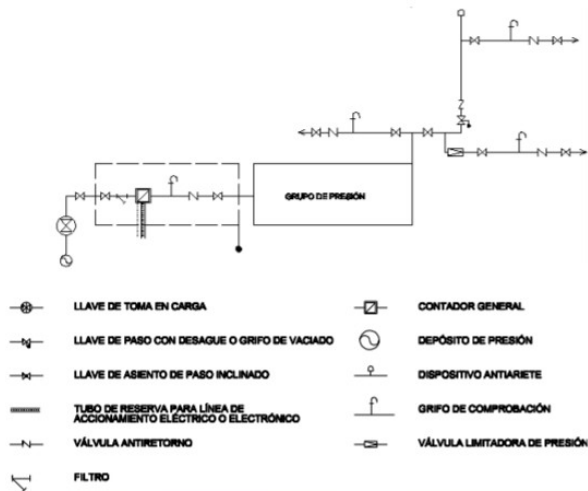 GRUPO DE PRESIÓN
LLAVE DE TOMA EN CARGA
CONTADOR GENERAL
LLAVE DE PASO CON DESAGUE O GRIFO DE VACIADO
DEPÓSITO DE PRESIÓN
LLAVE DE ASIENTO DE PASO INCLINADO
DISPOSITIVO ANTIARIETE
TUBO DE RESERVA PARA LÍNEA DE
ACCIONAMIENTO ELÉCTRICO O ELECTRÓNICO
GRIFO DE COMPROBACIÓN
VÁLVULA ANTIRETORNO
VÁLVULA LIMITADORA DE PRESIÓN
FILTRO